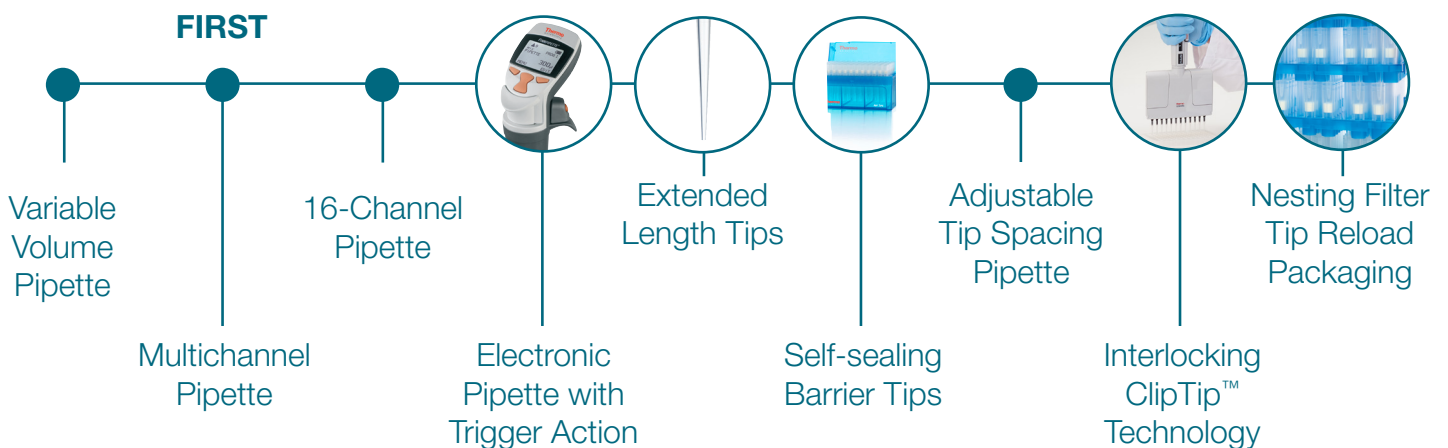 FIRST
Variable
Volume
Pipette
Multichannel
Pipette
16-Channel
Pipette
Electronic
Pipette with
Trigger Action
Extended
Length Tips
Self-sealing
Barrier Tips
Adjustable
Tip Spacing
Pipette
Interlocking
ClipTip™
Technology
Nesting Filter
Tip Reload
Packaging
Thermo